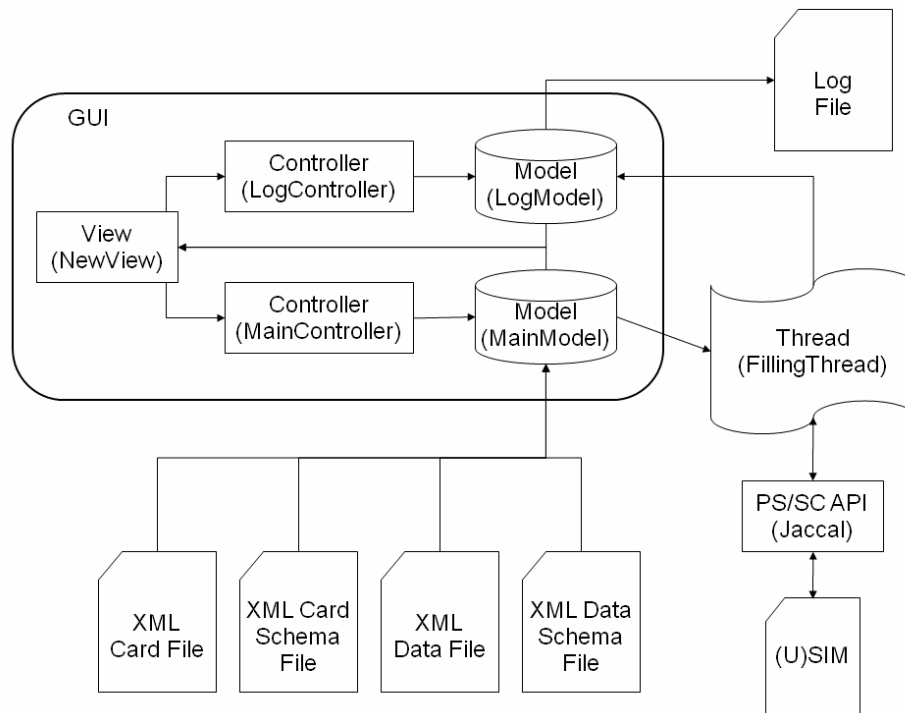 Log
File
GUI
Controller
(LogController)
Model
(LogModel)
View
(NewView)
Controller
(MainController)
Model
(MainModel)
Thread
(FillingThread)
PS/SC API
(Jaccal)
XML
Card File
XML Card
Schema
File
XML
Data File
XML Data
Schema
File
(U)SIM